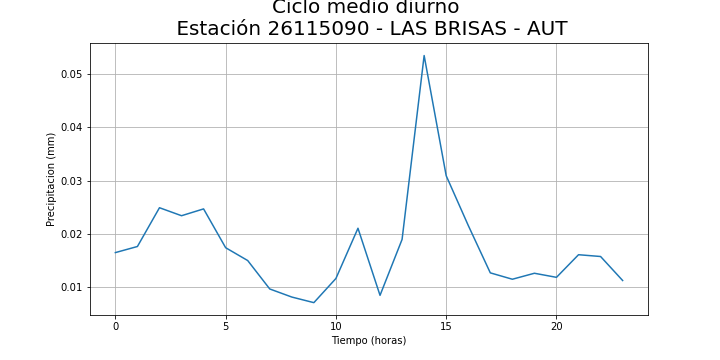 Ciclo medio diurno
Estación 26115090 - LAS BRISAS - AUT
0.05
0.04
0.03
0.02
0.01
Precipitacion (mm)
0 5 10 15 20
Tiempo (horas)